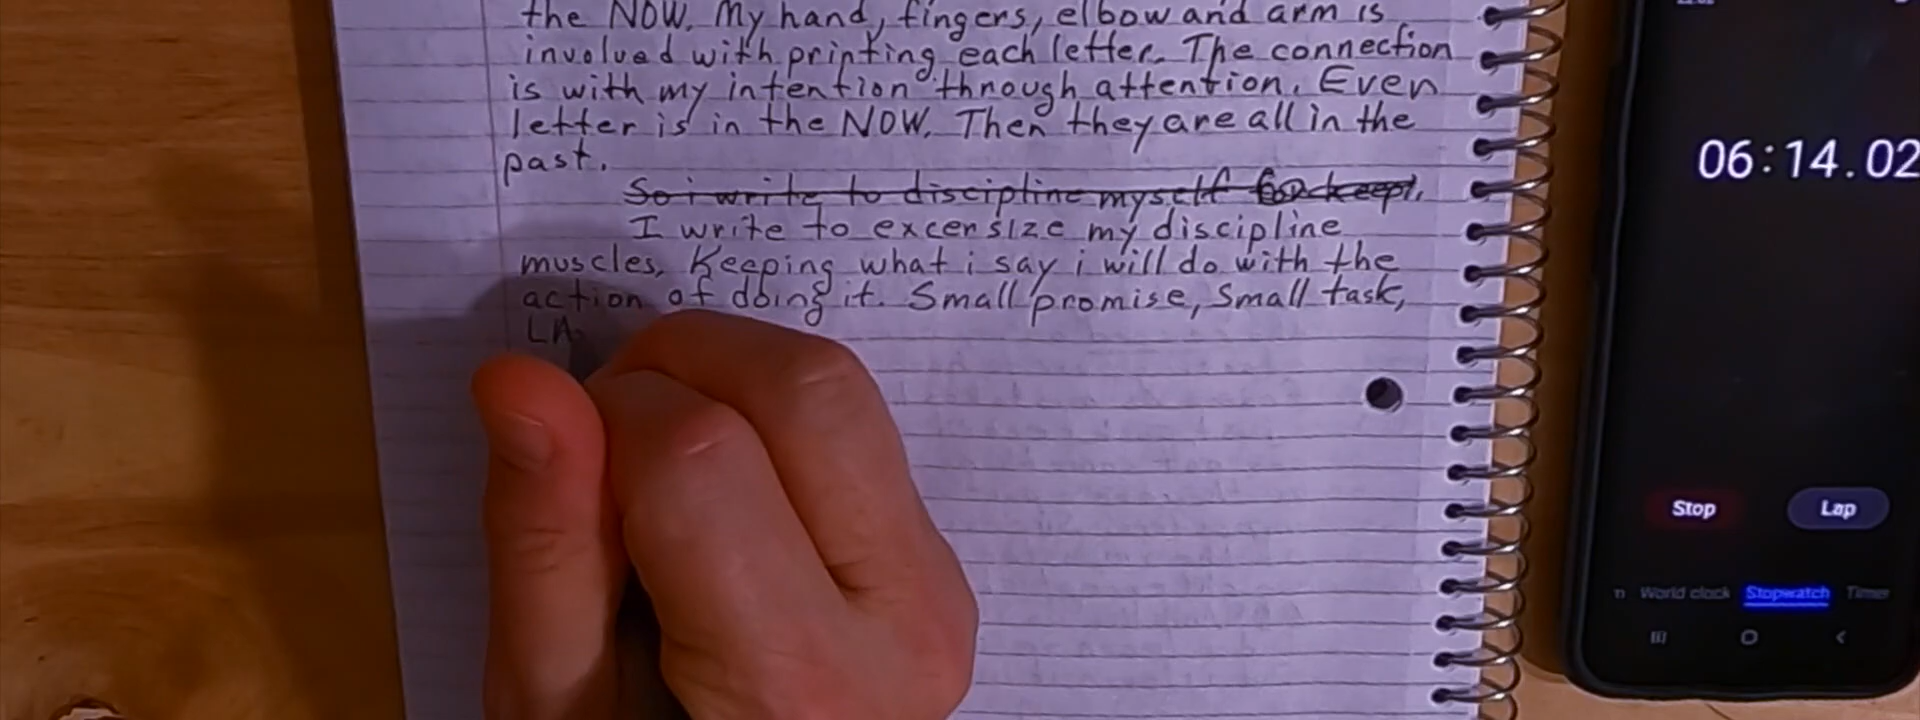 the NOW. My hand, fingers, elbow and arm is
involved with printing each letter. The connection
is with my intention through attention. Even
letter is in the NOW. Then they are all in the
past.
So i write to discipline myself
I write to excersize my discipline
muscles. Keeping what i say i will do with the
action of doing it. Small promise, small task,
LA
06:14.02
Stop Lap
World clock Stopwatch Timer